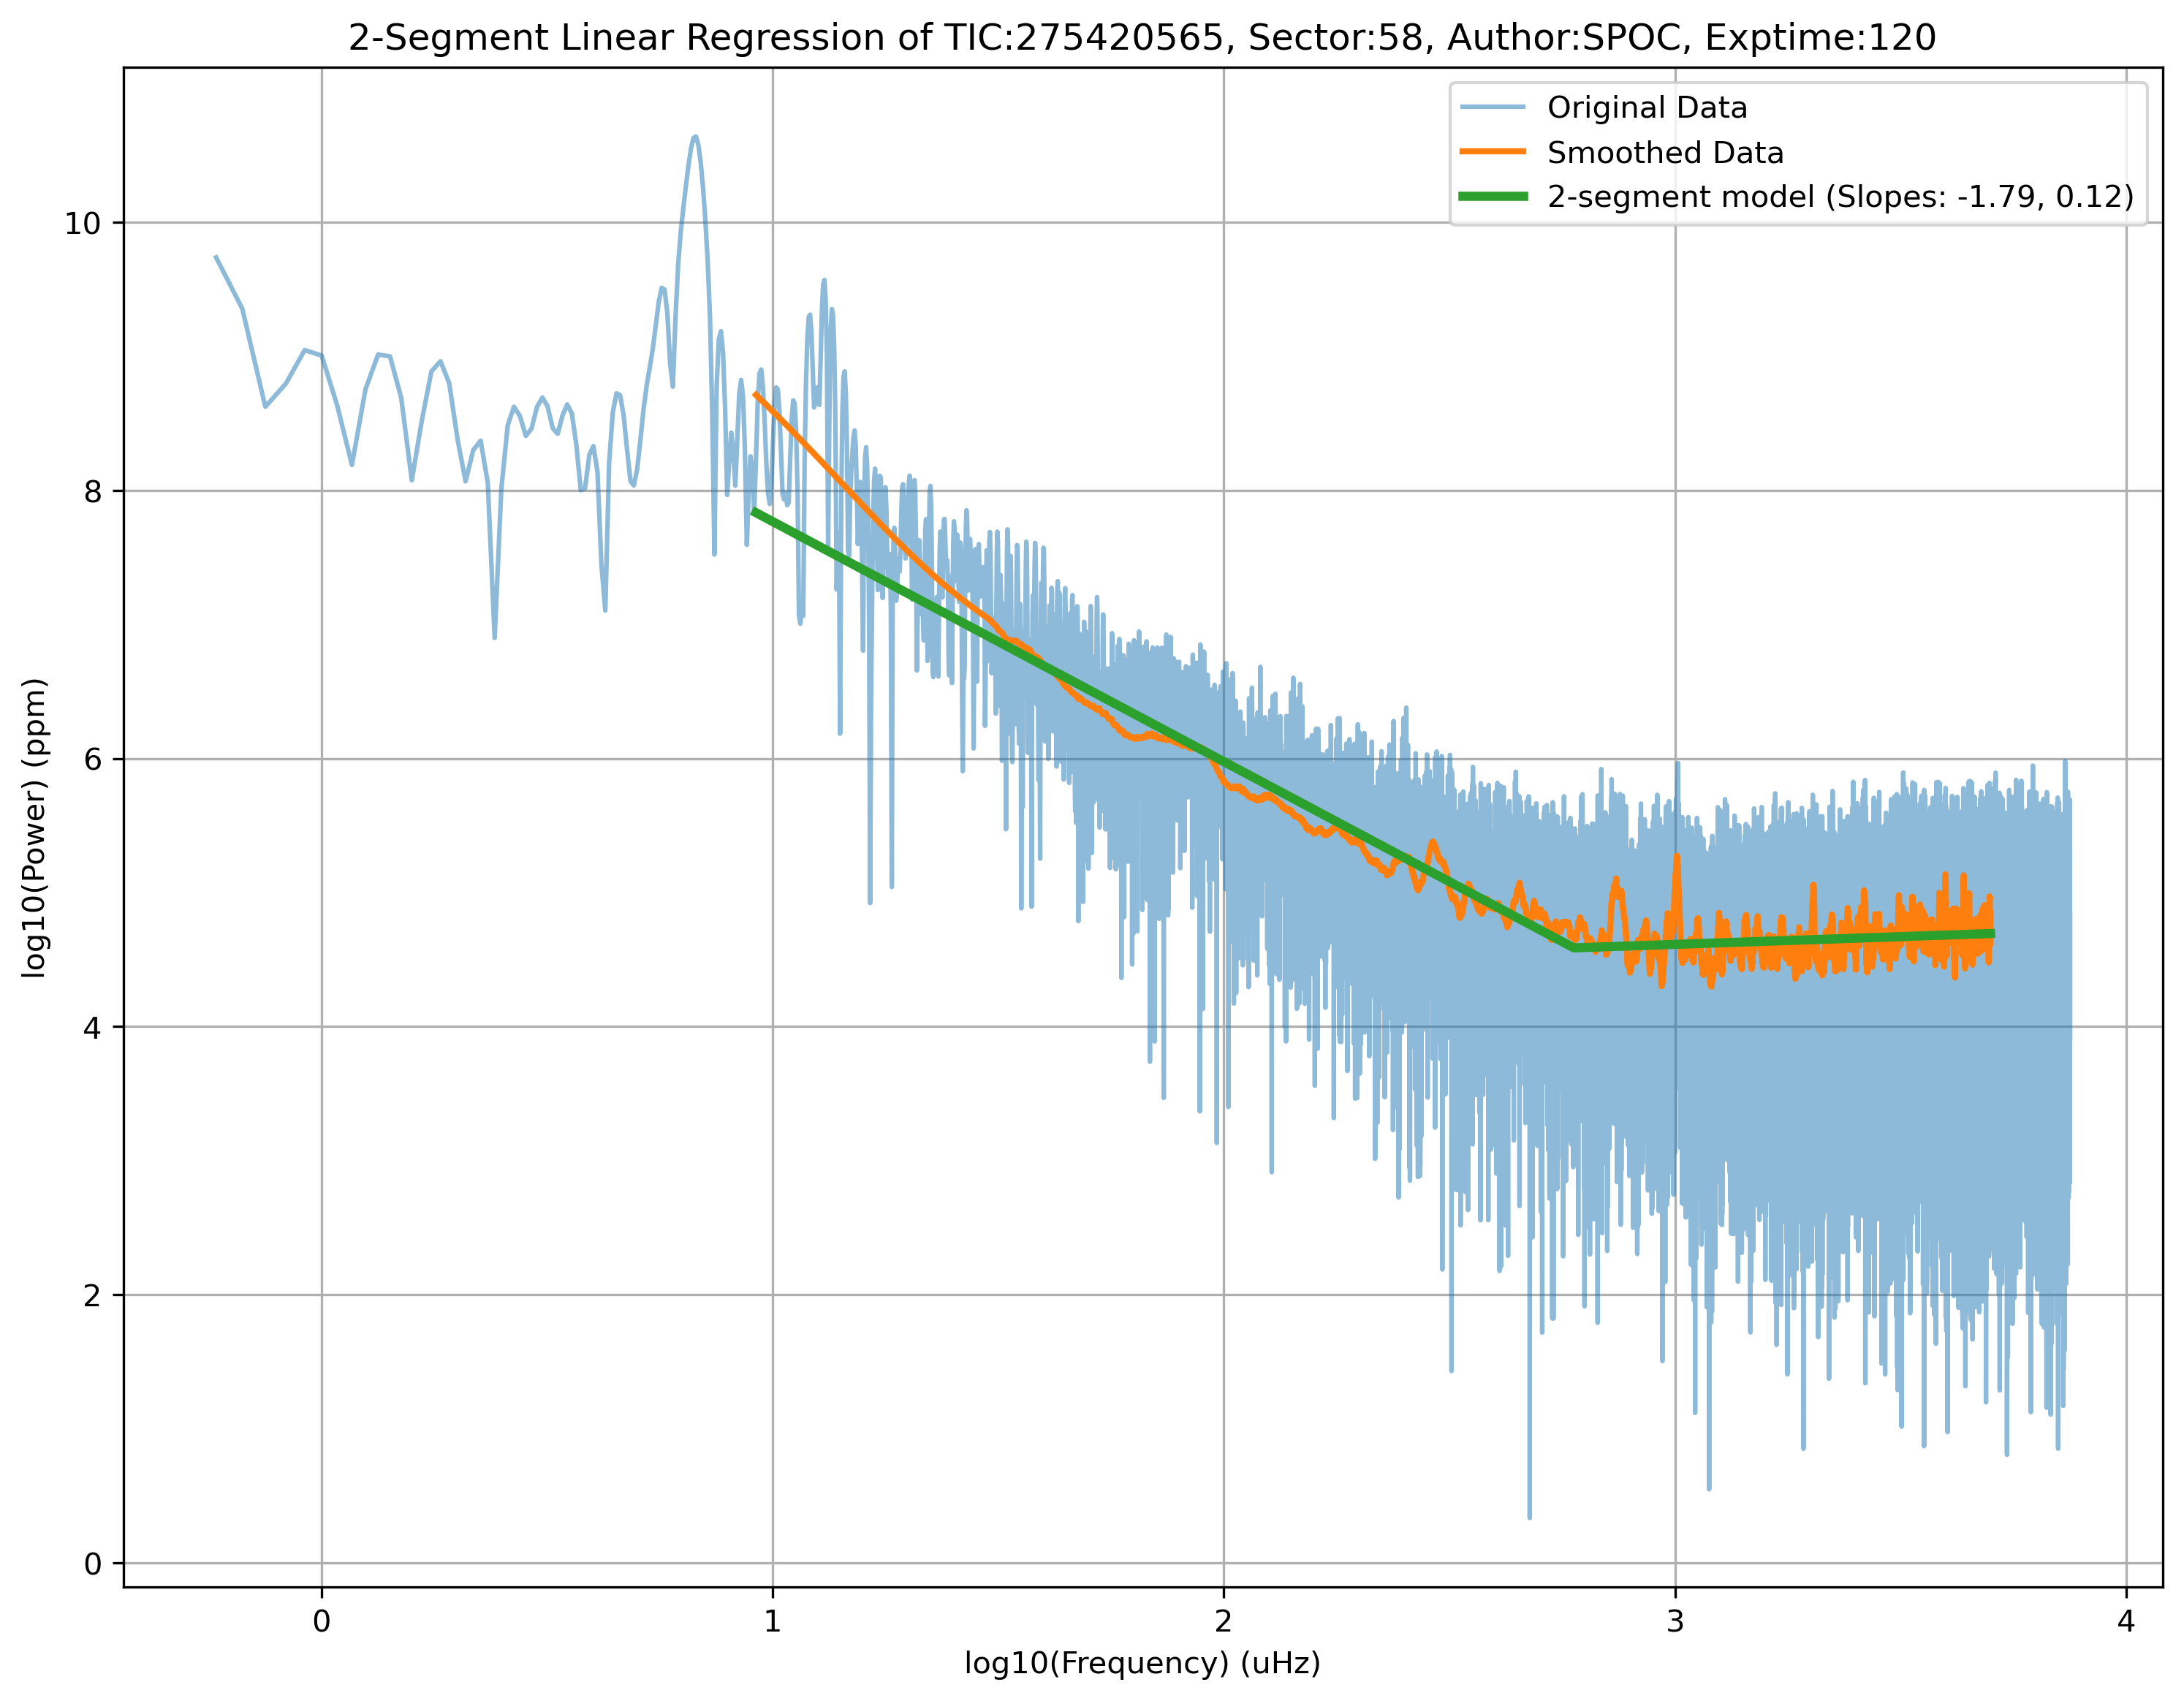 2-Segment Linear Regression of TIC:275420565, Sector:58, Author:SPOC, Exptime:120
Original Data
Smoothed Data
2-segment model (Slopes: -1.79, 0.12)
log10(Power) (ppm)
10
8
6
4
2
0
0 1 2 3 4
log10(Frequency) (uHz)